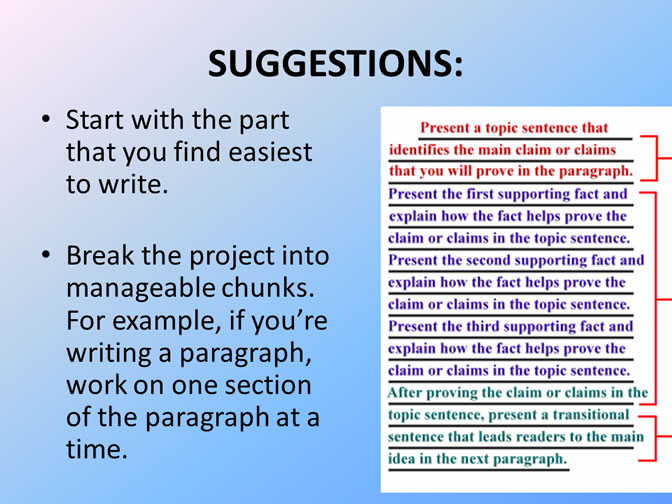 SUGGESTIONS:
• Start with the part
that you find easiest
to write.
• Break the project into
manageable chunks.
For example, if you’re
writing a paragraph,
work on one section
of the paragraph at a
time.
Present a topic sentence that
identifies the main claim or claims
that you will prove in the paragraph.
Present the first supporting fact and
explain how the fact helps prove the
claim or claims in the topic sentence.
Present the second supporting fact and
explain how the fact helps prove the
claim or claims in the topic sentence.
Present the third supporting fact and
explain how the fact helps prove the
claim or claims in the topic sentence.
After proving the claim or claims in the
topic sentence, present a transitional
sentence that leads readers to the main
idea in the next paragraph.